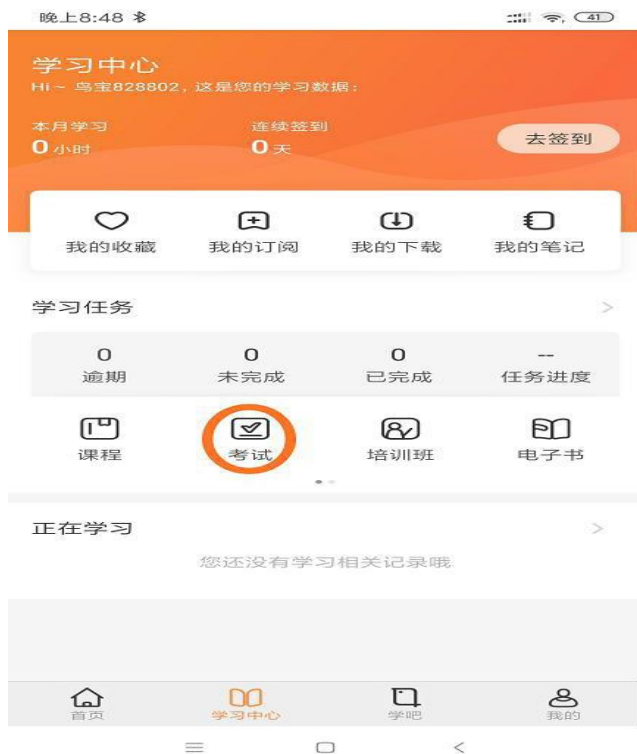 晚上8:48
41
学习中心
Hi~ 鸟宝828802，这是您的学习数据：
本月学习 连续签到
0小时 0天 去签到
我的收藏 我的订阅 我的下载 我的笔记
学习任务
0 0 0 --
逾期 未完成 已完成 任务进度
课程 考试 培训班 电子书
正在学习
您还没有学习相关记录哦
首页 学习中心 学吧 我的